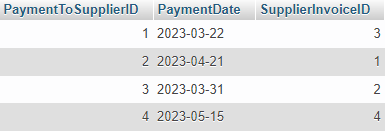 PaymentToSupplierID PaymentDate SupplierInvoiceID
1 2023-03-22 3
2 2023-04-21 1
3 2023-03-31 2
4 2023-05-15 4